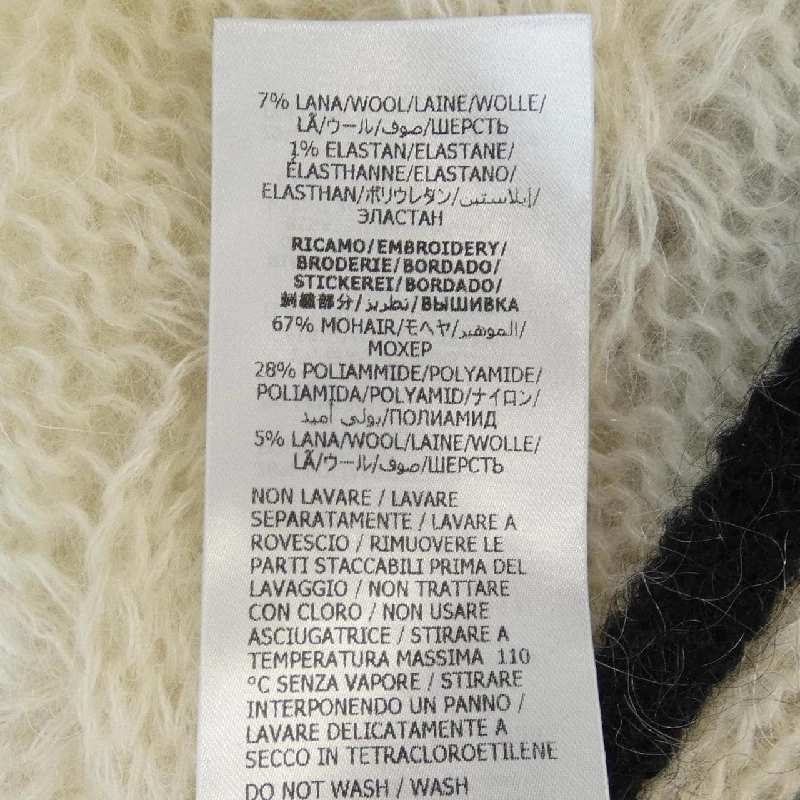 7% LANA/WOOL/LAINE/WOLLE/
LÃ/ウール/صوف/ШЕРСТЬ
1% ELASTAN/ELASTANE/
ÉLASTHANNE/ELASTANO/
ELASTHAN/ポリウレタン/إيلاستين/
ЭЛАСТАН
RICAMO/EMBROIDERY/
BRODERIE/BORDADO/
STICKEREI/BORDADO/
刺繍部分/تطريز/ВЫШИВКА
67% MOHAIR/モヘヤ/الموهير/
МОХЕР
28% POLIAMMIDE/POLYAMIDE/
POLIAMIDA/POLYAMID/ナイロン/
بولي أميد/ПОЛИАМИД
5% LANA/WOOL/LAINE/WOLLE/
LÃ/ウール/صوف/ШЕРСТЬ
NON LAVARE / LAVARE
SEPARATAMENTE / LAVARE A
ROVESCIO / RIMUOVERE LE
PARTI STACCABILI PRIMA DEL
LAVAGGIO / NON TRATTARE
CON CLORO / NON USARE
ASCIUGATRICE / STIRARE A
TEMPERATURA MASSIMA 110
°C SENZA VAPORE / STIRARE
INTERPONENDO UN PANNO /
LAVARE DELICATAMENTE A
SECCO IN TETRACLOROETILENE
DO NOT WASH / WASH